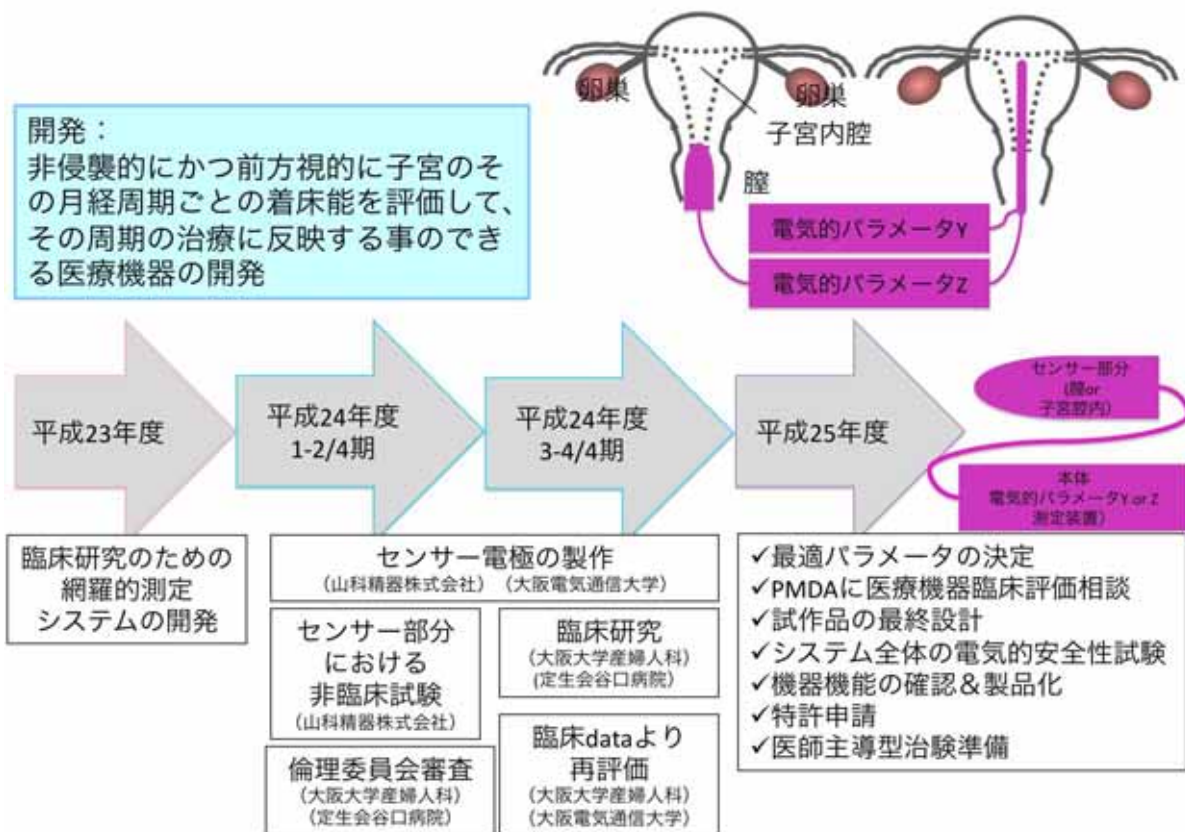 卵巣
卵巣
子宮内腔
膣
電気的パラメータY
電気的パラメータZ
開発:
非侵襲的にかつ前方視的に子宮のそ
の月経周期ごとの着床能を評価して、
その周期の治療に反映する事のでき
る医療機器の開発
平成23年度
平成24年度
1-2/4期
平成24年度
3-4/4期
平成25年度
センサー部分
(膣or
子宮腔内)
本体
電気的パラメータY or Z
測定装置)
臨床研究のための
網羅的測定
システムの開発
センサー電極の製作
(山科精器株式会社)(大阪電気通信大学)
センサー部分
における
非臨床試験
(山科精器株式会社)
倫理委員会審査
(大阪大学産婦人科)
(定生会谷口病院)
臨床研究
(大阪大学産婦人科)
(定生会谷口病院)
臨床dataより
再評価
(大阪大学産婦人科)
(大阪電気通信大学)
✓最適パラメータの決定
✓PMDAに医療機器臨床評価相談
✓試作品の最終設計
✓システム全体の電気的安全性試験
✓機器機能の確認&製品化
✓特許申請
✓医師主導型治験準備